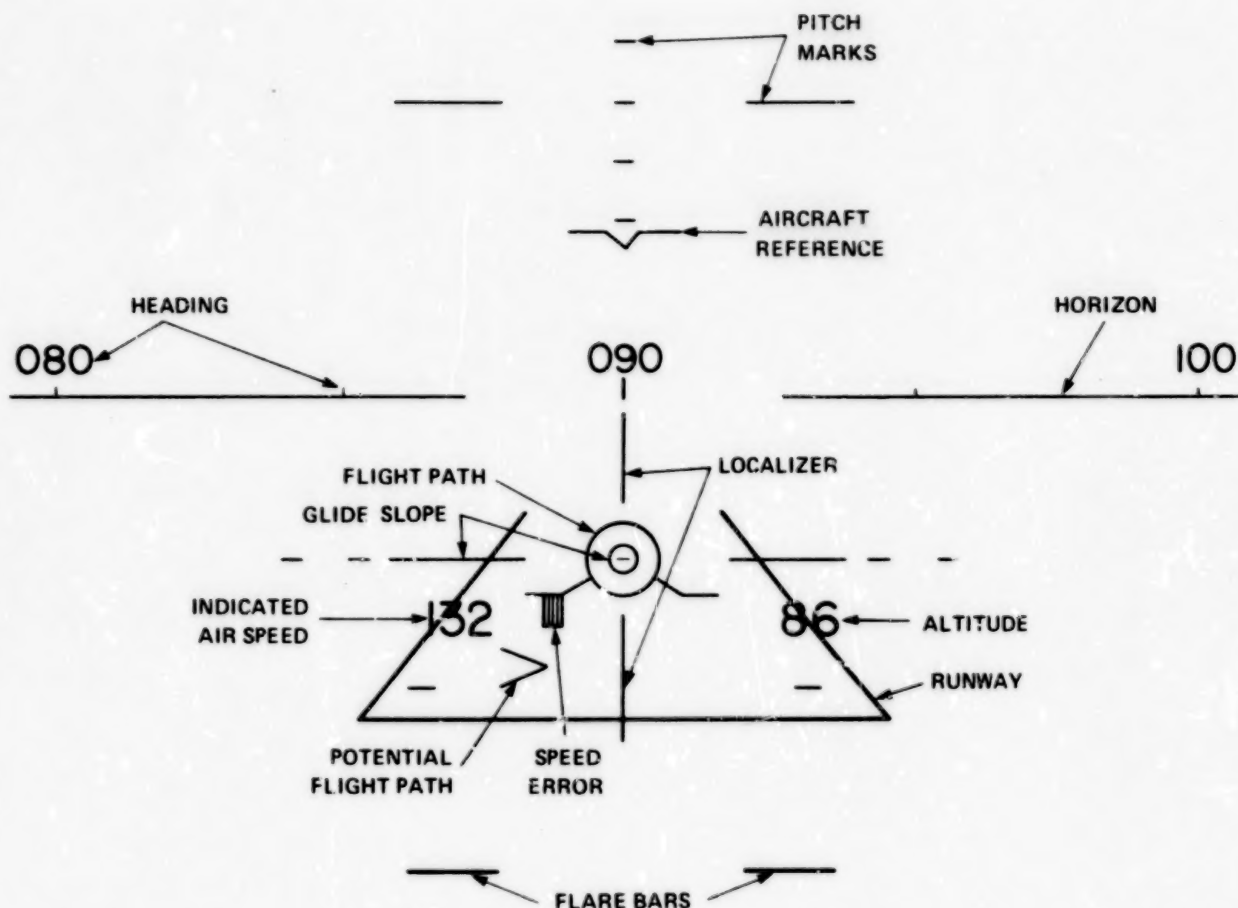 PITCH
MARKS
AIRCRAFT
REFERENCE
HEADING
HORIZON
080
090
100
FLIGHT PATH
LOCALIZER
GLIDE SLOPE
INDICATED
AIR SPEED
132
86
ALTITUDE
RUNWAY
POTENTIAL
FLIGHT PATH
SPEED
ERROR
FLARE BARS